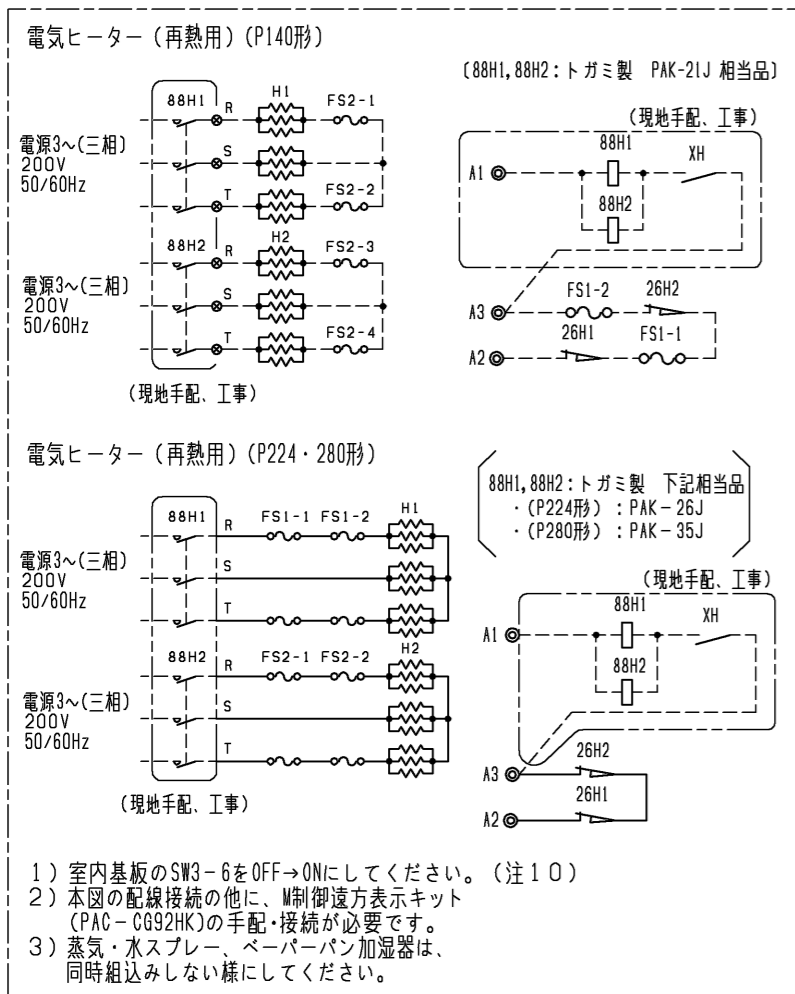 電気ヒーター（再熱用）(P140形)
〔88H1,88H2：トガミ製 PAK-21J 相当品〕
(現地手配、工事)
88H1
R
H1
FS2-1
電源3～(三相)
200V
50/60Hz
S
T
FS2-2
88H2
R
H2
FS2-3
電源3～(三相)
200V
50/60Hz
S
T
FS2-4
(現地手配、工事)
A1
88H1
XH
88H2
A3
FS1-2
26H2
A2
26H1
FS1-1
電気ヒーター（再熱用）(P224・280形)
88H1,88H2：トガミ製 下記相当品
・(P224形)：PAK-26J
・(P280形)：PAK-35J
(現地手配、工事)
88H1
R
FS1-1
FS1-2
H1
電源3～(三相)
200V
50/60Hz
S
T
88H2
R
FS2-1
FS2-2
H2
電源3～(三相)
200V
50/60Hz
S
T
(現地手配、工事)
A1
88H1
XH
88H2
A3
26H2
A2
26H1
1）室内基板のSW3-6をOFF→ONにしてください。（注10）
2）本図の配線接続の他に、M制御遠方表示キット
(PAC-CG92HK)の手配・接続が必要です。
3）蒸気・水スプレー、ペーパーパン加湿器は、
同時組込みしない様にしてください。